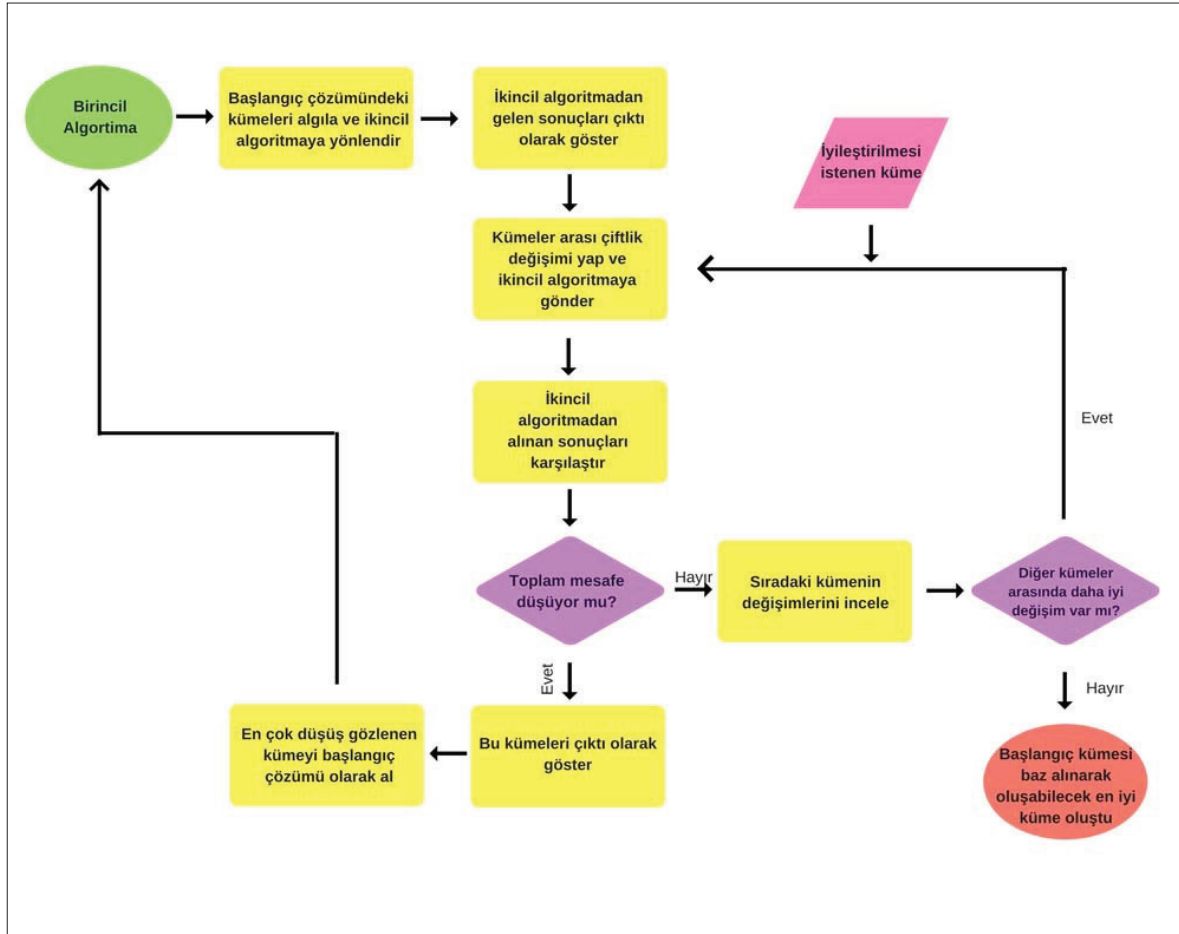 Birincil
Algortima
Başlangıç çözümündeki
kümeleri algıla ve ikincil
algoritmaya yönlendir
İkincil algoritmadan
gelen sonuçları çıktı
olarak göster
İyileştirilmesi
istenen küme
Kümeler arası çiftlik
değişimi yap ve
ikincil algoritmaya
gönder
İkincil
algoritmadan
alınan sonuçları
karşılaştır
Evet
Toplam mesafe
düşüyor mu?
Hayır
Sıradaki kümenin
değişimlerini incele
Diğer kümeler
arasında daha iyi
değişim var mı?
Evet
Hayır
En çok düşüş gözlenen
kümeyi başlangıç
çözümü olarak al
Bu kümeleri çıktı olarak
göster
Başlangıç kümesi
baz alınarak
oluşabilecek en iyi
küme oluştu